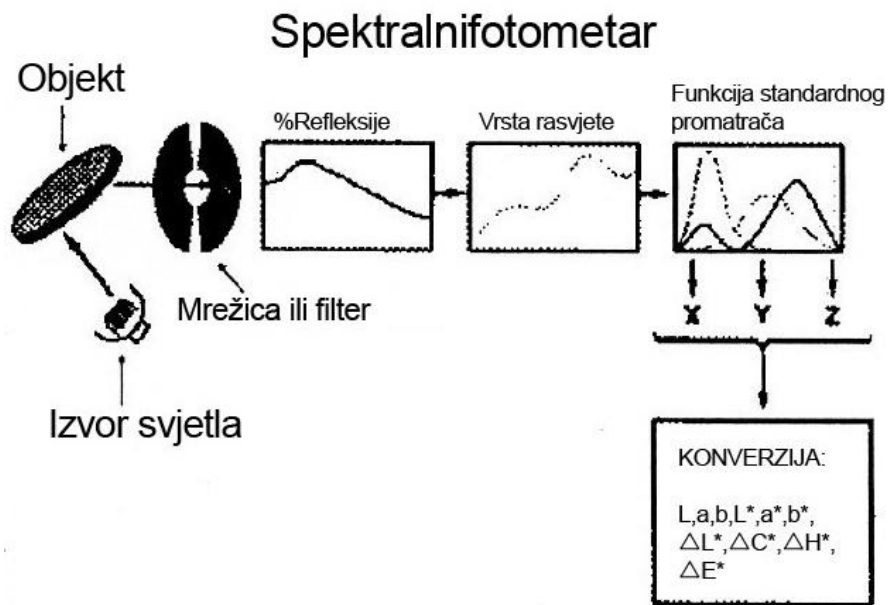 Spektralnifotometar
Objekt
%Refleksije
Vrsta rasvjete
Funkcija standardnog
promatrača
Mrežica ili filter
Izvor svjetla
X Y Z
KONVERZIJA:
L,a,b,L*,a*,b*,
△L*,△C*,△H*,
△E*